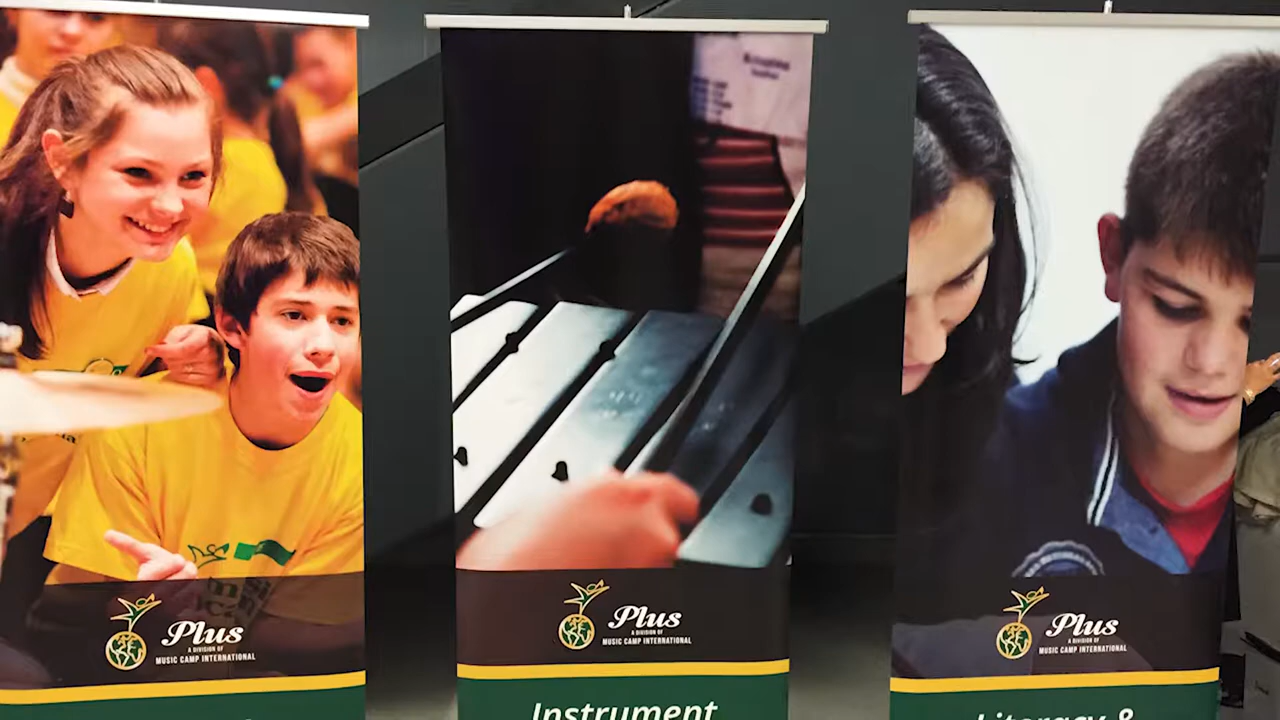 Plus
A DIVISION OF
MUSIC CAMP INTERNATIONAL
Plus
A DIVISION OF
MUSIC CAMP INTERNATIONAL
Instrument
Plus
A DIVISION OF
MUSIC CAMP INTERNATIONAL
Literacy &